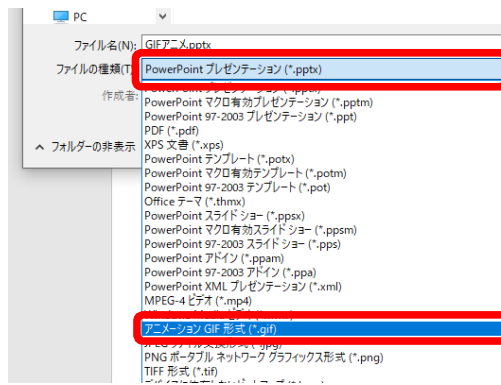 PC
ファイル名(N): GIFアニメ.pptx
ファイルの種類(T): PowerPoint プレゼンテーション (*.pptx)
作成者:
フォルダーの非表示
PowerPoint マクロ有効プレゼンテーション (*.pptm)
PowerPoint 97-2003 プレゼンテーション (*.ppt)
PDF (*.pdf)
XPS 文書 (*.xps)
PowerPoint テンプレート (*.potx)
PowerPoint マクロ有効テンプレート (*.potm)
PowerPoint 97-2003 テンプレート (*.pot)
Office テーマ (*.thmx)
PowerPoint スライド ショー (*.ppsx)
PowerPoint マクロ有効スライド ショー (*.ppsm)
PowerPoint 97-2003 スライド ショー (*.pps)
PowerPoint アドイン (*.ppam)
PowerPoint 97-2003 アドイン (*.ppa)
PowerPoint XML プレゼンテーション (*.xml)
MPEG-4 ビデオ (*.mp4)
アニメーション GIF 形式 (*.gif)
PNG ポータブル ネットワーク グラフィックス形式 (*.png)
TIFF 形式 (*.tif)